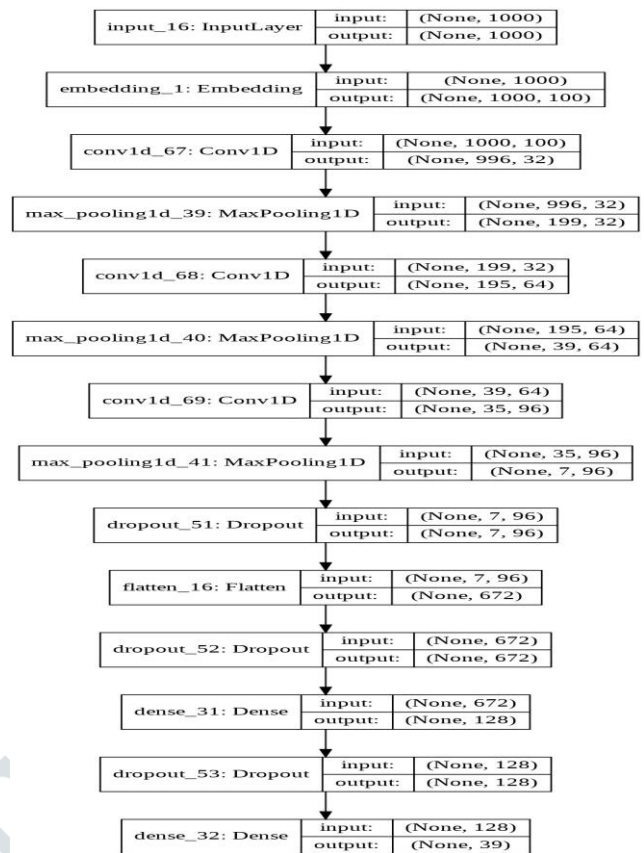 input_16: InputLayer input: (None, 1000)
output: (None, 1000)
embedding_1: Embedding input: (None, 1000)
output: (None, 1000, 100)
conv1d_67: Conv1D input: (None, 1000, 100)
output: (None, 996, 32)
max_pooling1d_39: MaxPooling1D input: (None, 996, 32)
output: (None, 199, 32)
conv1d_68: Conv1D input: (None, 199, 32)
output: (None, 195, 64)
max_pooling1d_40: MaxPooling1D input: (None, 195, 64)
output: (None, 39, 64)
conv1d_69: Conv1D input: (None, 39, 64)
output: (None, 35, 96)
max_pooling1d_41: MaxPooling1D input: (None, 35, 96)
output: (None, 7, 96)
dropout_51: Dropout input: (None, 7, 96)
output: (None, 7, 96)
flatten_16: Flatten input: (None, 7, 96)
output: (None, 672)
dropout_52: Dropout input: (None, 672)
output: (None, 672)
dense_31: Dense input: (None, 672)
output: (None, 128)
dropout_53: Dropout input: (None, 128)
output: (None, 128)
dense_32: Dense input: (None, 128)
output: (None, 39)